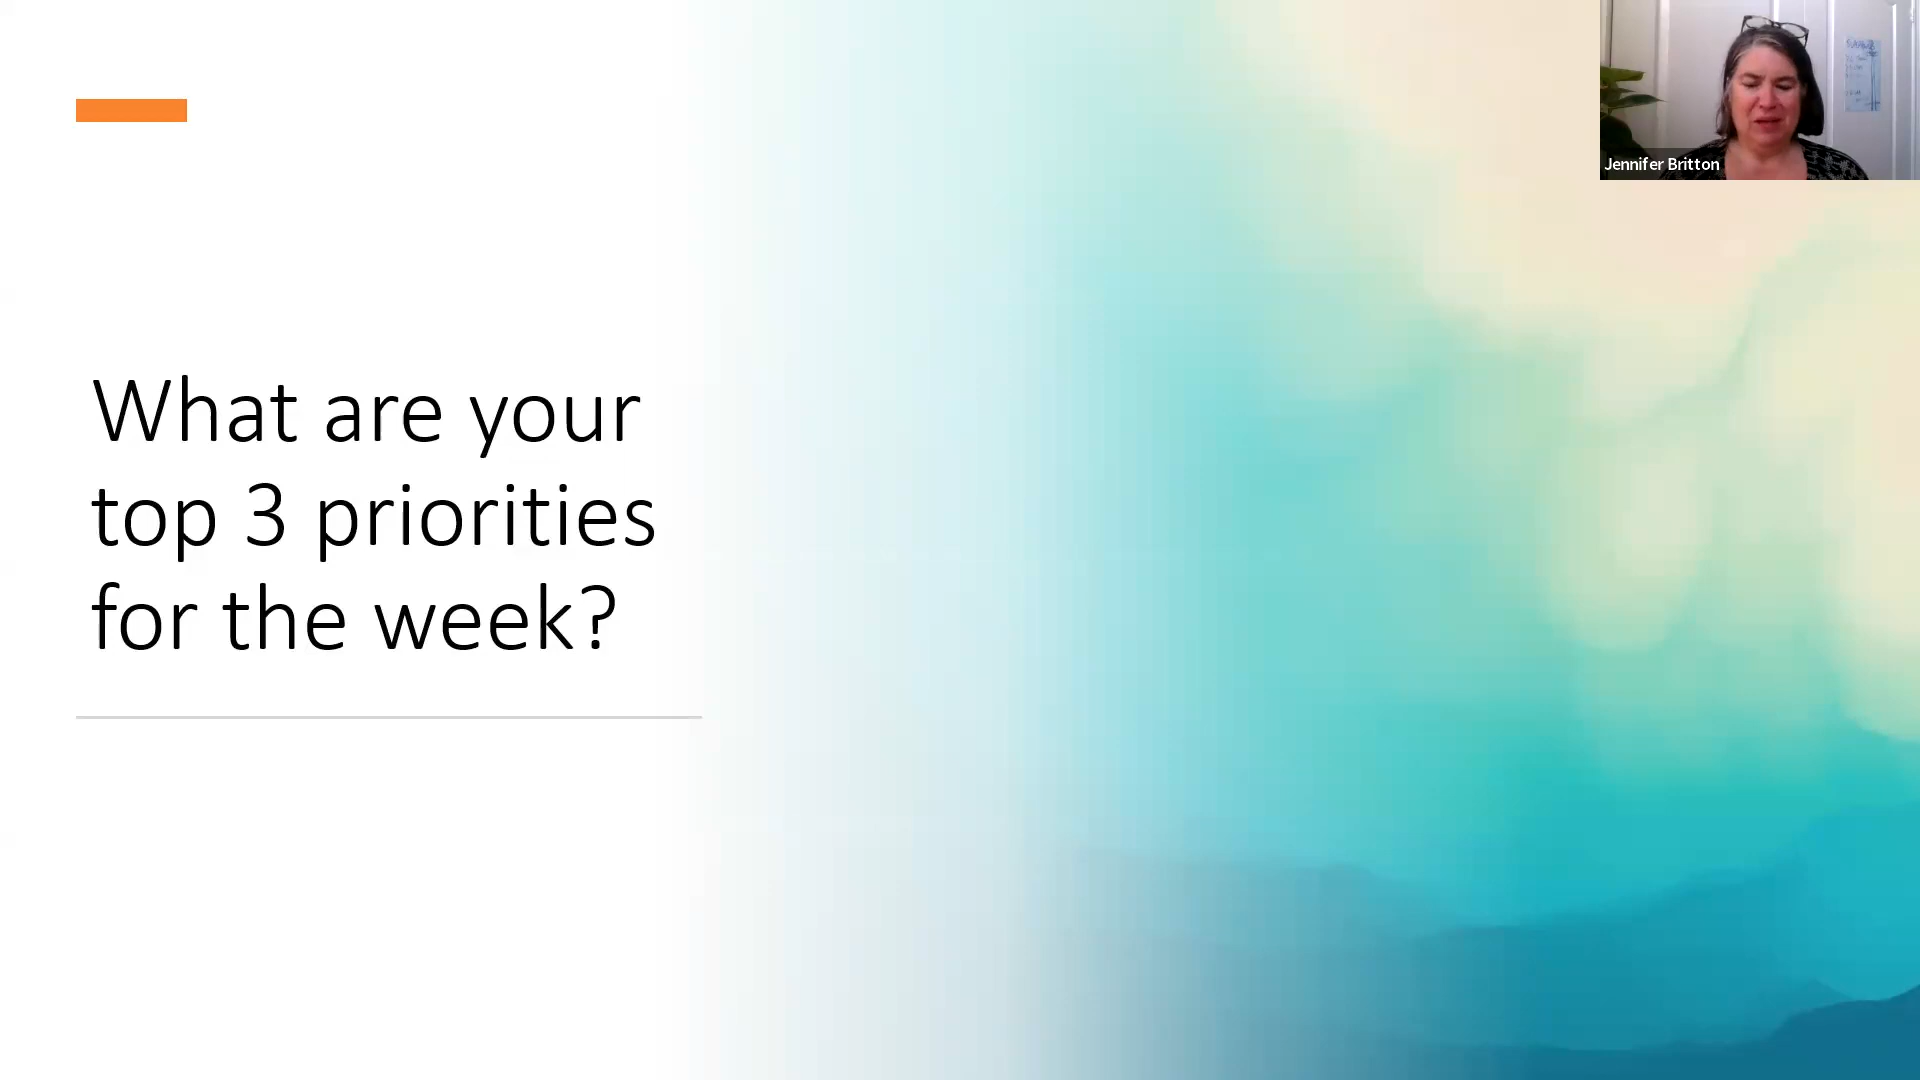 What are your
top 3 priorities
for the week?
Jennifer Britton